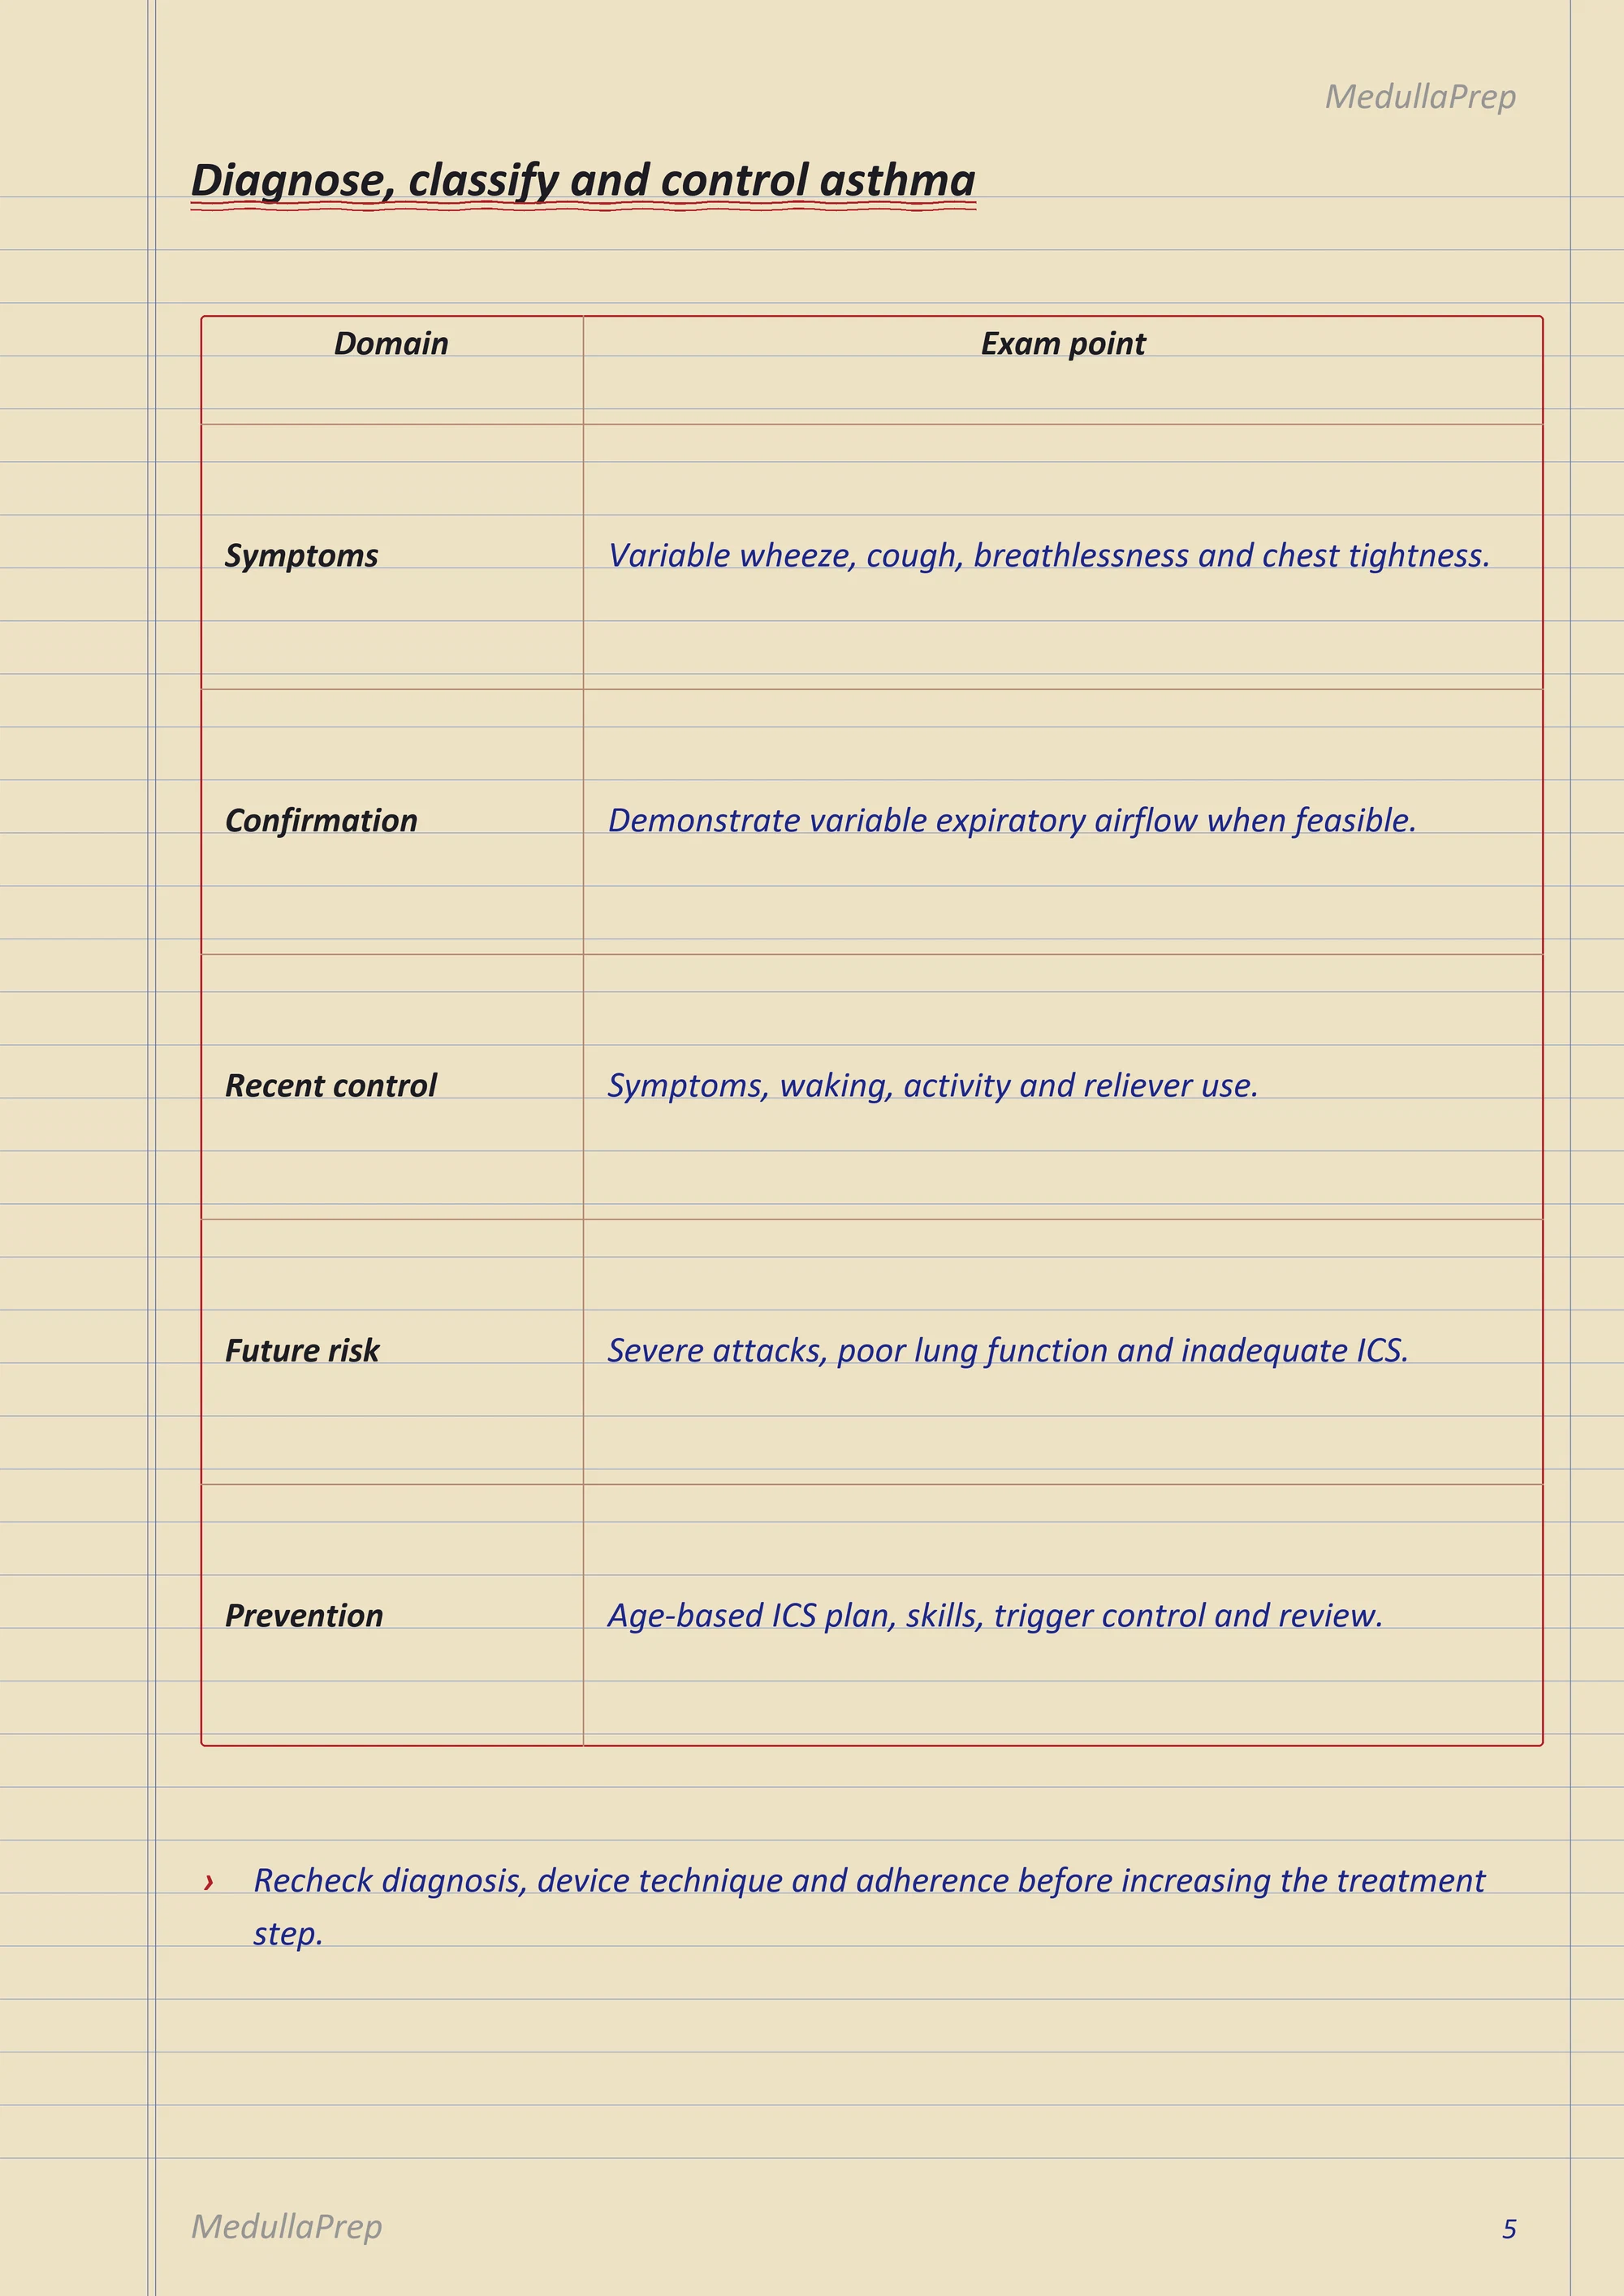 MedullaPrep
Diagnose, classify and control asthma
Domain Exam point
Symptoms Variable wheeze, cough, breathlessness and chest tightness.
Confirmation Demonstrate variable expiratory airflow when feasible.
Recent control Symptoms, waking, activity and reliever use.
Future risk Severe attacks, poor lung function and inadequate ICS.
Prevention Age-based ICS plan, skills, trigger control and review.
› Recheck diagnosis, device technique and adherence before increasing the treatment
step.
MedullaPrep 5